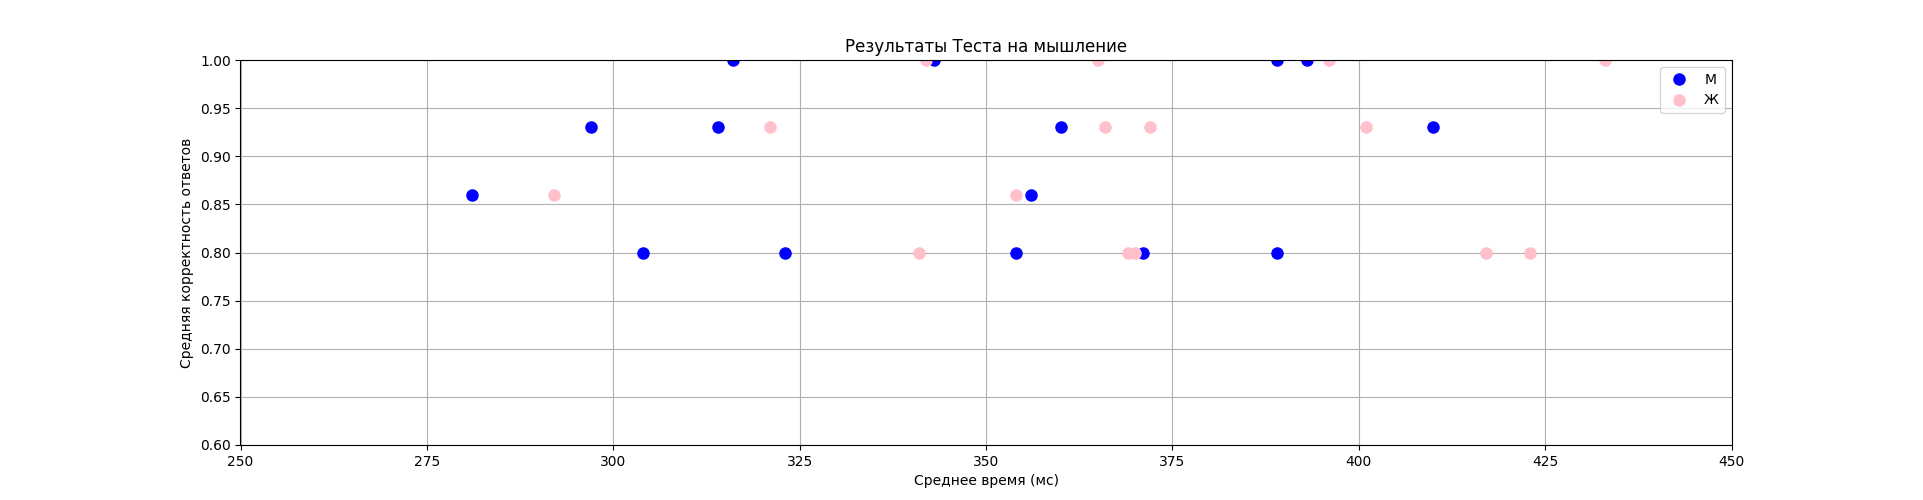 Результаты Теста на мышление
М
Ж
Средняя корректность ответов
1.00
0.95
0.90
0.85
0.80
0.75
0.70
0.65
0.60
250 275 300 325 350 375 400 425 450
Среднее время (мс)